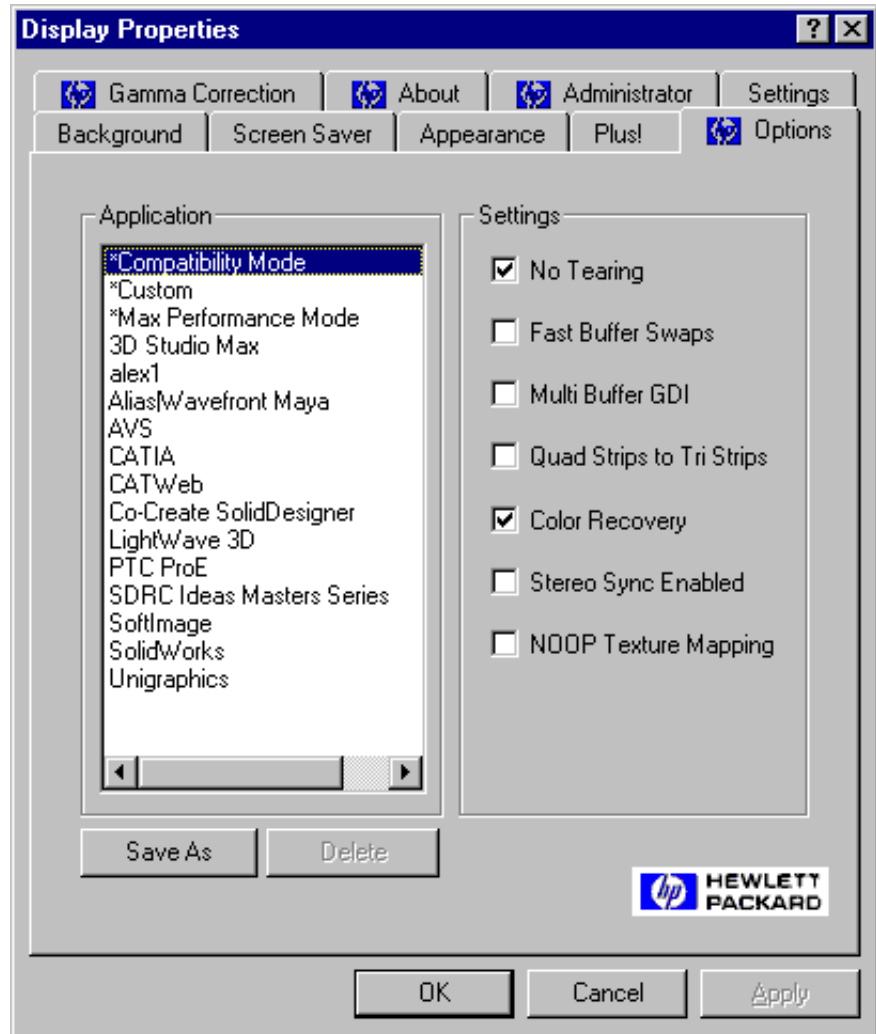 Display Properties
Gamma Correction
About
Administrator
Settings
Background
Screen Saver
Appearance
Plus!
Options
Application
*Compatibility Mode
*Custom
*Max Performance Mode
3D Studio Max
alex1
Alias|Wavefront Maya
AVS
CATIA
CATWeb
Co-Create SolidDesigner
LightWave 3D
PTC ProE
SDRC Ideas Masters Series
SoftImage
SolidWorks
Unigraphics
Settings
No Tearing
Fast Buffer Swaps
Multi Buffer GDI
Quad Strips to Tri Strips
Color Recovery
Stereo Sync Enabled
NOOP Texture Mapping
Save As
Delete
hp HEWLETT
PACKARD
OK
Cancel
Apply